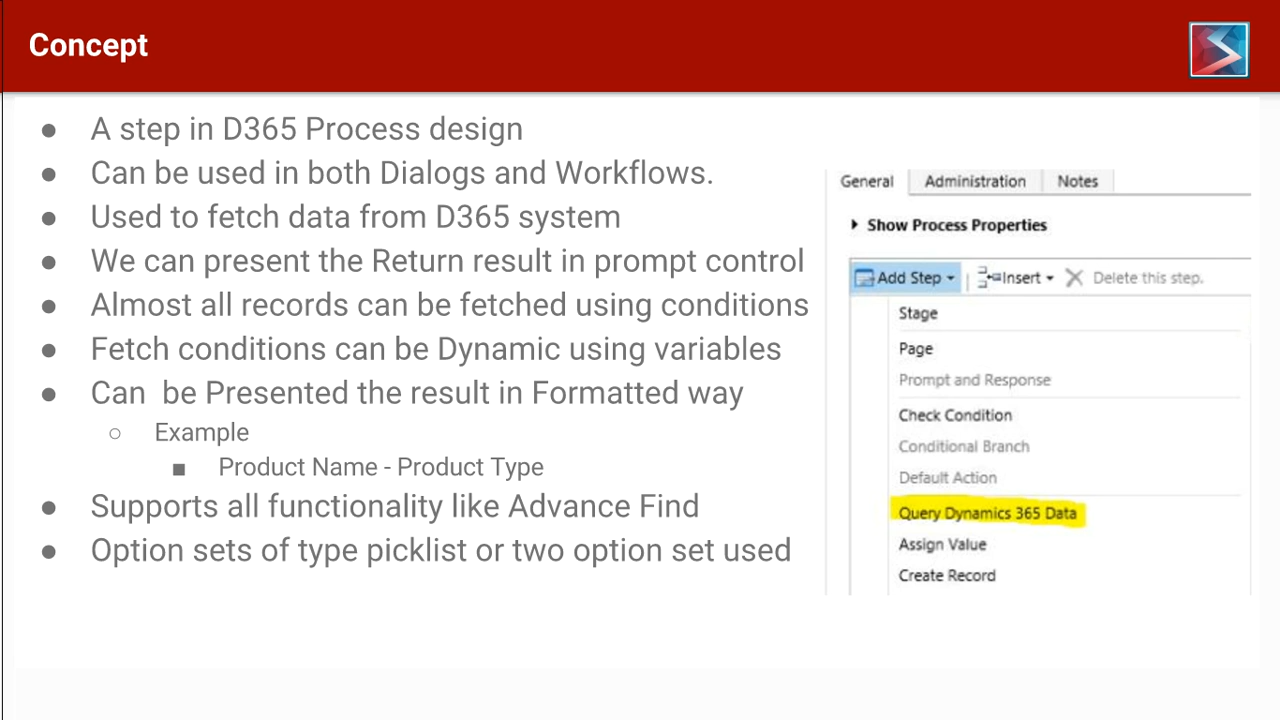 Concept
A step in D365 Process design
Can be used in both Dialogs and Workflows.
Used to fetch data from D365 system
We can present the Return result in prompt control
Almost all records can be fetched using conditions
Fetch conditions can be Dynamic using variables
Can  be Presented the result in Formatted way
Example
Product Name - Product Type
Supports all functionality like Advance Find
Option sets of type picklist or two option set used
General Administration Notes
Show Process Properties
Add Step Insert Delete this step.
Stage
Page
Prompt and Response
Check Condition
Conditional Branch
Default Action
Query Dynamics 365 Data
Assign Value
Create Record